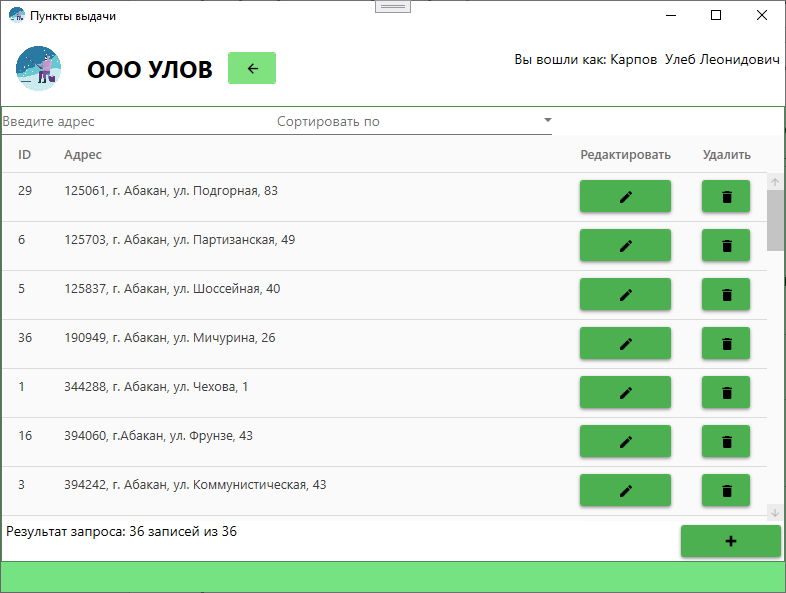 Пункты выдачи
ООО УЛОВ
Вы вошли как: Карпов  Улеб Леонидович
Введите адрес Сортировать по
ID Адрес Редактировать Удалить
29 125061, г. Абакан, ул. Подгорная, 83
6 125703, г. Абакан, ул. Партизанская, 49
5 125837, г. Абакан, ул. Шоссейная, 40
36 190949, г. Абакан, ул. Мичурина, 26
1 344288, г. Абакан, ул. Чехова, 1
16 394060, г.Абакан, ул. Фрунзе, 43
3 394242, г. Абакан, ул. Коммунистическая, 43
Результат запроса: 36 записей из 36